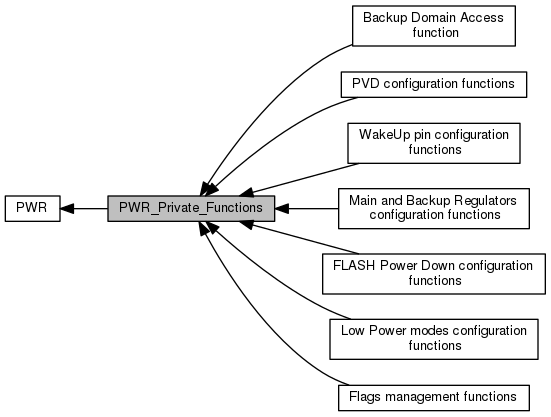 Backup Domain Access
function
PVD configuration functions
WakeUp pin configuration
functions
PWR
PWR_Private_Functions
Main and Backup Regulators
configuration functions
FLASH Power Down configuration
functions
Low Power modes configuration
functions
Flags management functions